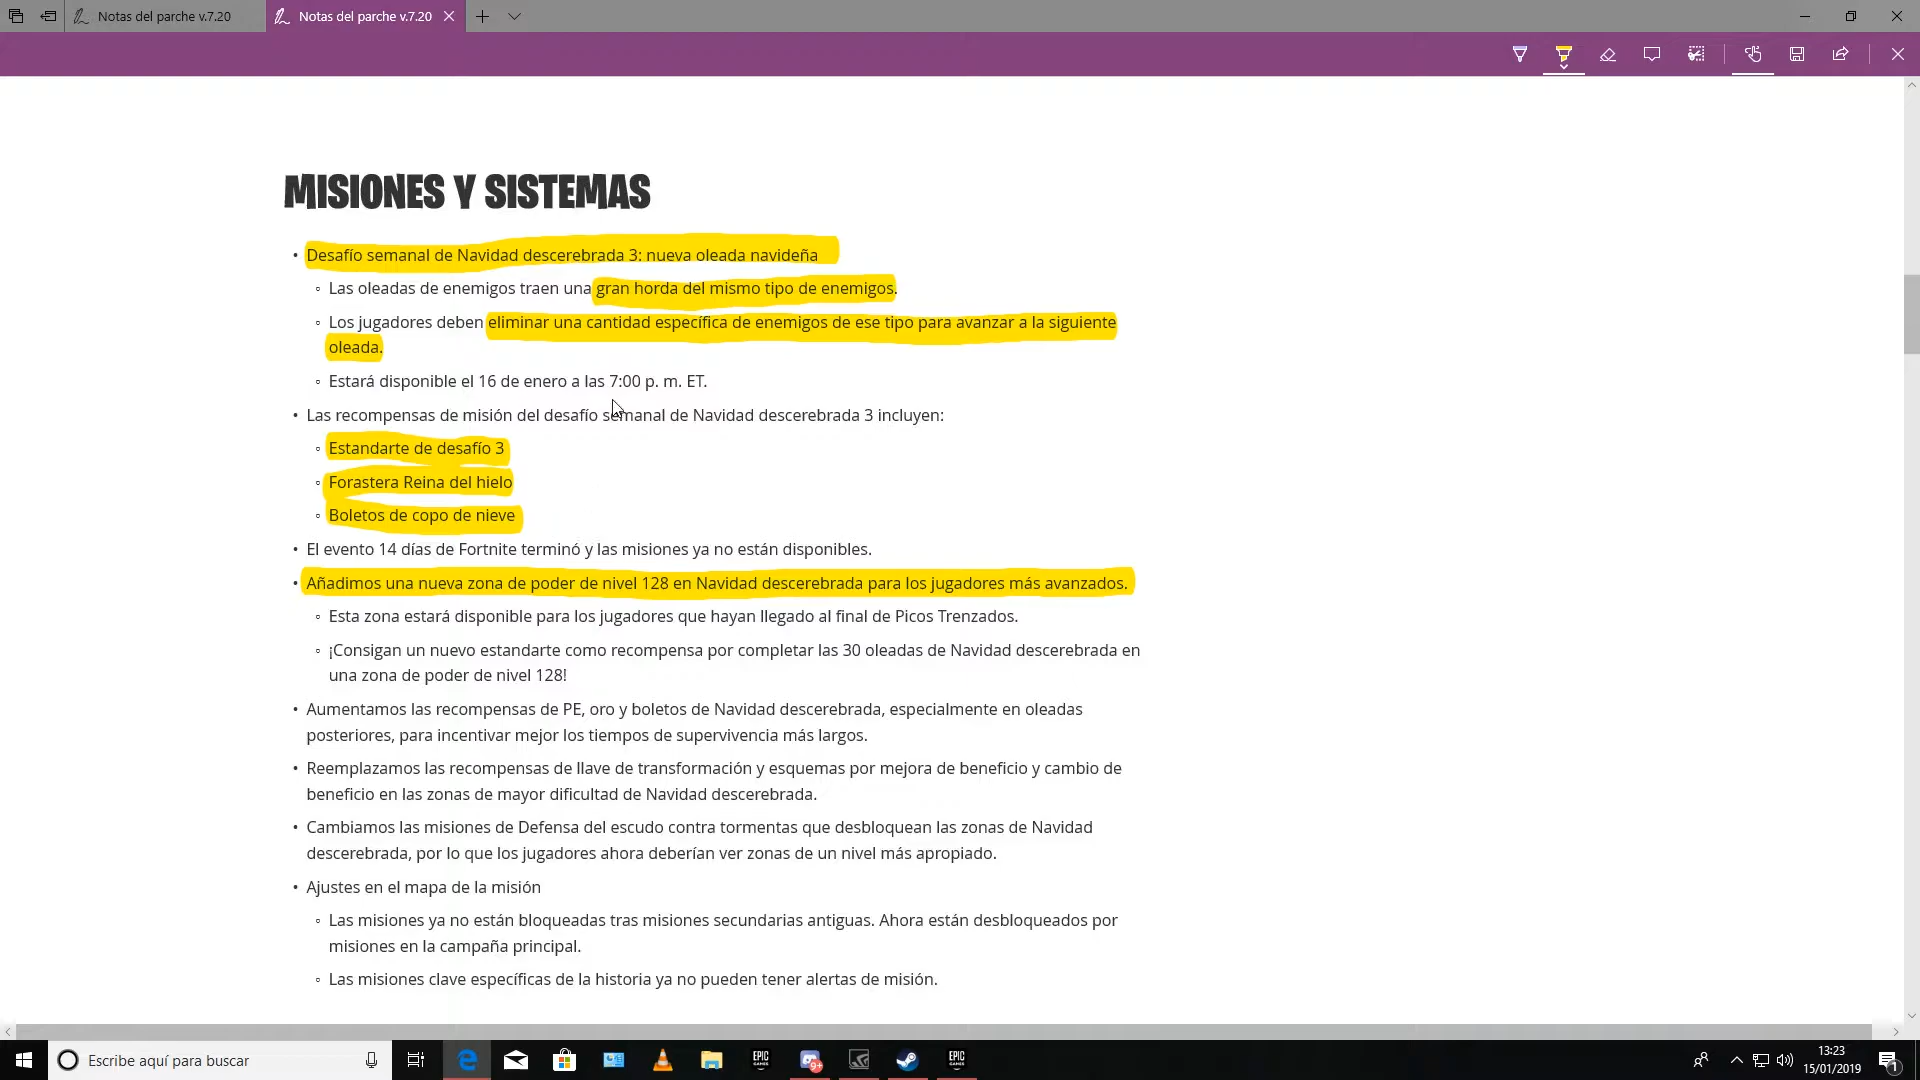 Notas del parche v.7.20
Notas del parche v.7.20
MISIONES Y SISTEMAS
• Desafío semanal de Navidad descerebrada 3: nueva oleada navideña
◦ Las oleadas de enemigos traen una gran horda del mismo tipo de enemigos.
◦ Los jugadores deben eliminar una cantidad específica de enemigos de ese tipo para avanzar a la siguiente
oleada.
◦ Estará disponible el 16 de enero a las 7:00 p. m. ET.
• Las recompensas de misión del desafío semanal de Navidad descerebrada 3 incluyen:
◦ Estandarte de desafío 3
◦ Forastera Reina del hielo
◦ Boletos de copo de nieve
• El evento 14 días de Fortnite terminó y las misiones ya no están disponibles.
• Añadimos una nueva zona de poder de nivel 128 en Navidad descerebrada para los jugadores más avanzados.
◦ Esta zona estará disponible para los jugadores que hayan llegado al final de Picos Trenzados.
◦ ¡Consigan un nuevo estandarte como recompensa por completar las 30 oleadas de Navidad descerebrada en
una zona de poder de nivel 128!
• Aumentamos las recompensas de PE, oro y boletos de Navidad descerebrada, especialmente en oleadas
posteriores, para incentivar mejor los tiempos de supervivencia más largos.
• Reemplazamos las recompensas de llave de transformación y esquemas por mejora de beneficio y cambio de
beneficio en las zonas de mayor dificultad de Navidad descerebrada.
• Cambiamos las misiones de Defensa del escudo contra tormentas que desbloquean las zonas de Navidad
descerebrada, por lo que los jugadores ahora deberían ver zonas de un nivel más apropiado.
• Ajustes en el mapa de la misión
◦ Las misiones ya no están bloqueadas tras misiones secundarias antiguas. Ahora están desbloqueados por
misiones en la campaña principal.
◦ Las misiones clave específicas de la historia ya no pueden tener alertas de misión.
Escribe aquí para buscar
EPIC GAMES
9+
EPIC GAMES
13:23
15/01/2019
1